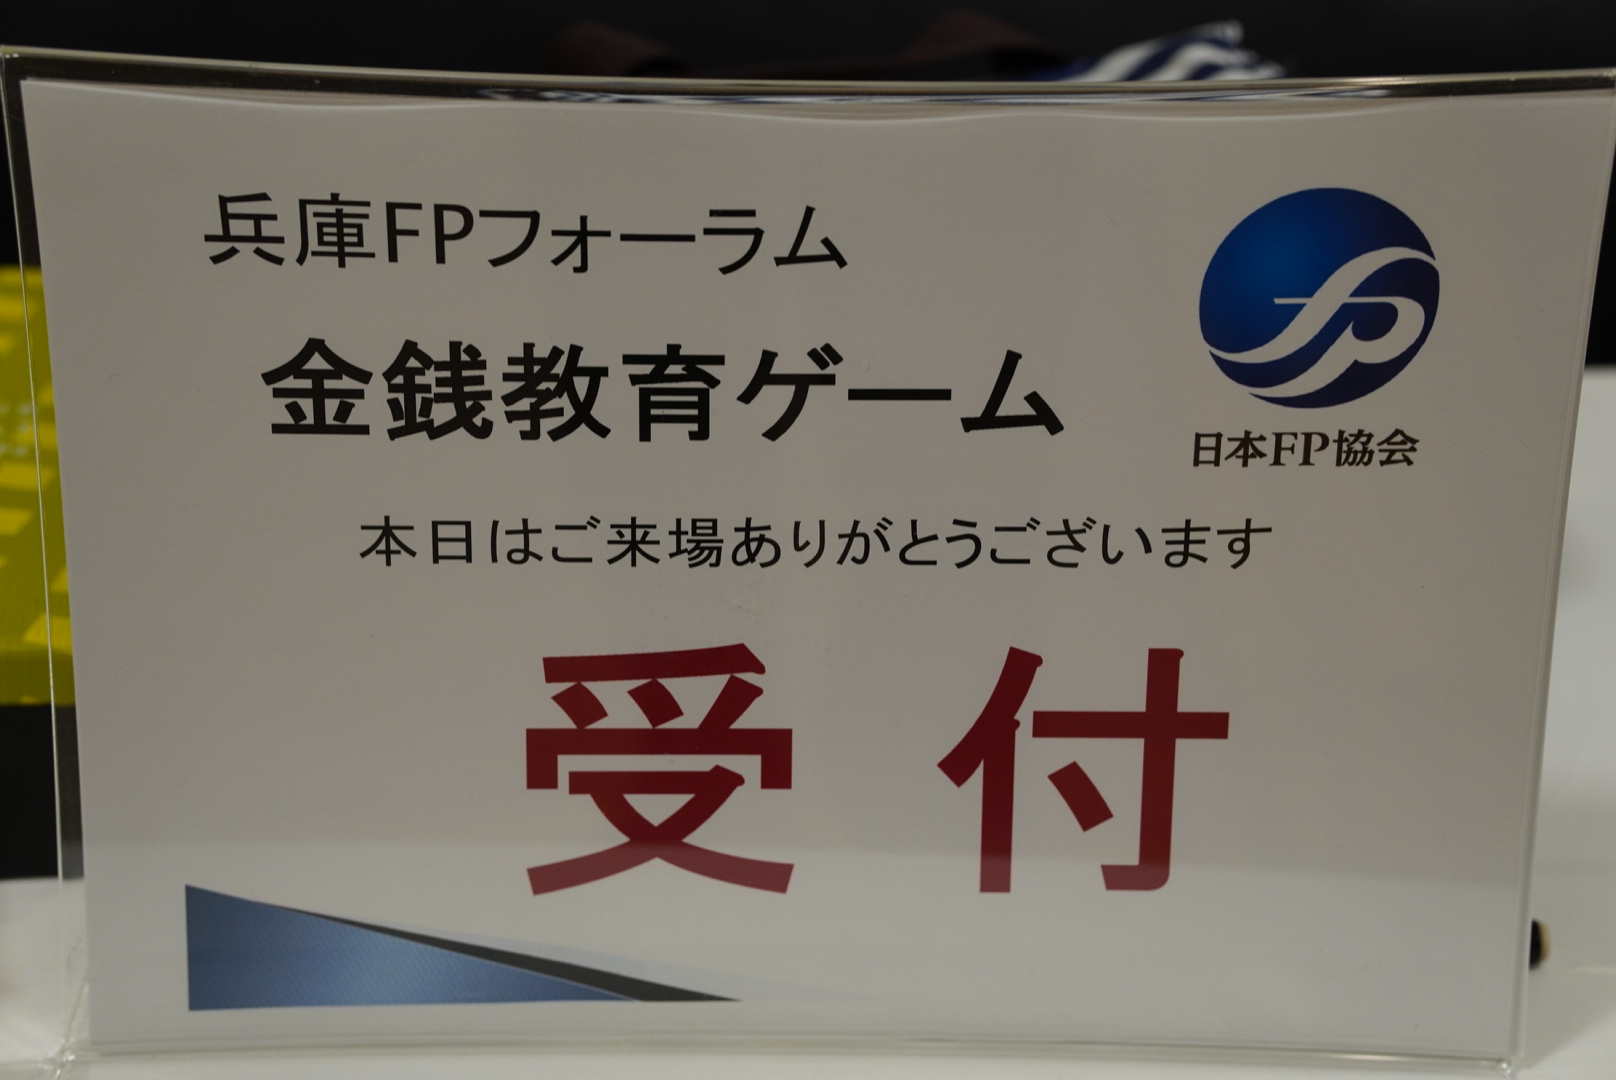 兵庫FPフォーラム
金銭教育ゲーム
日本FP協会
本日はご来場ありがとうございます
受付